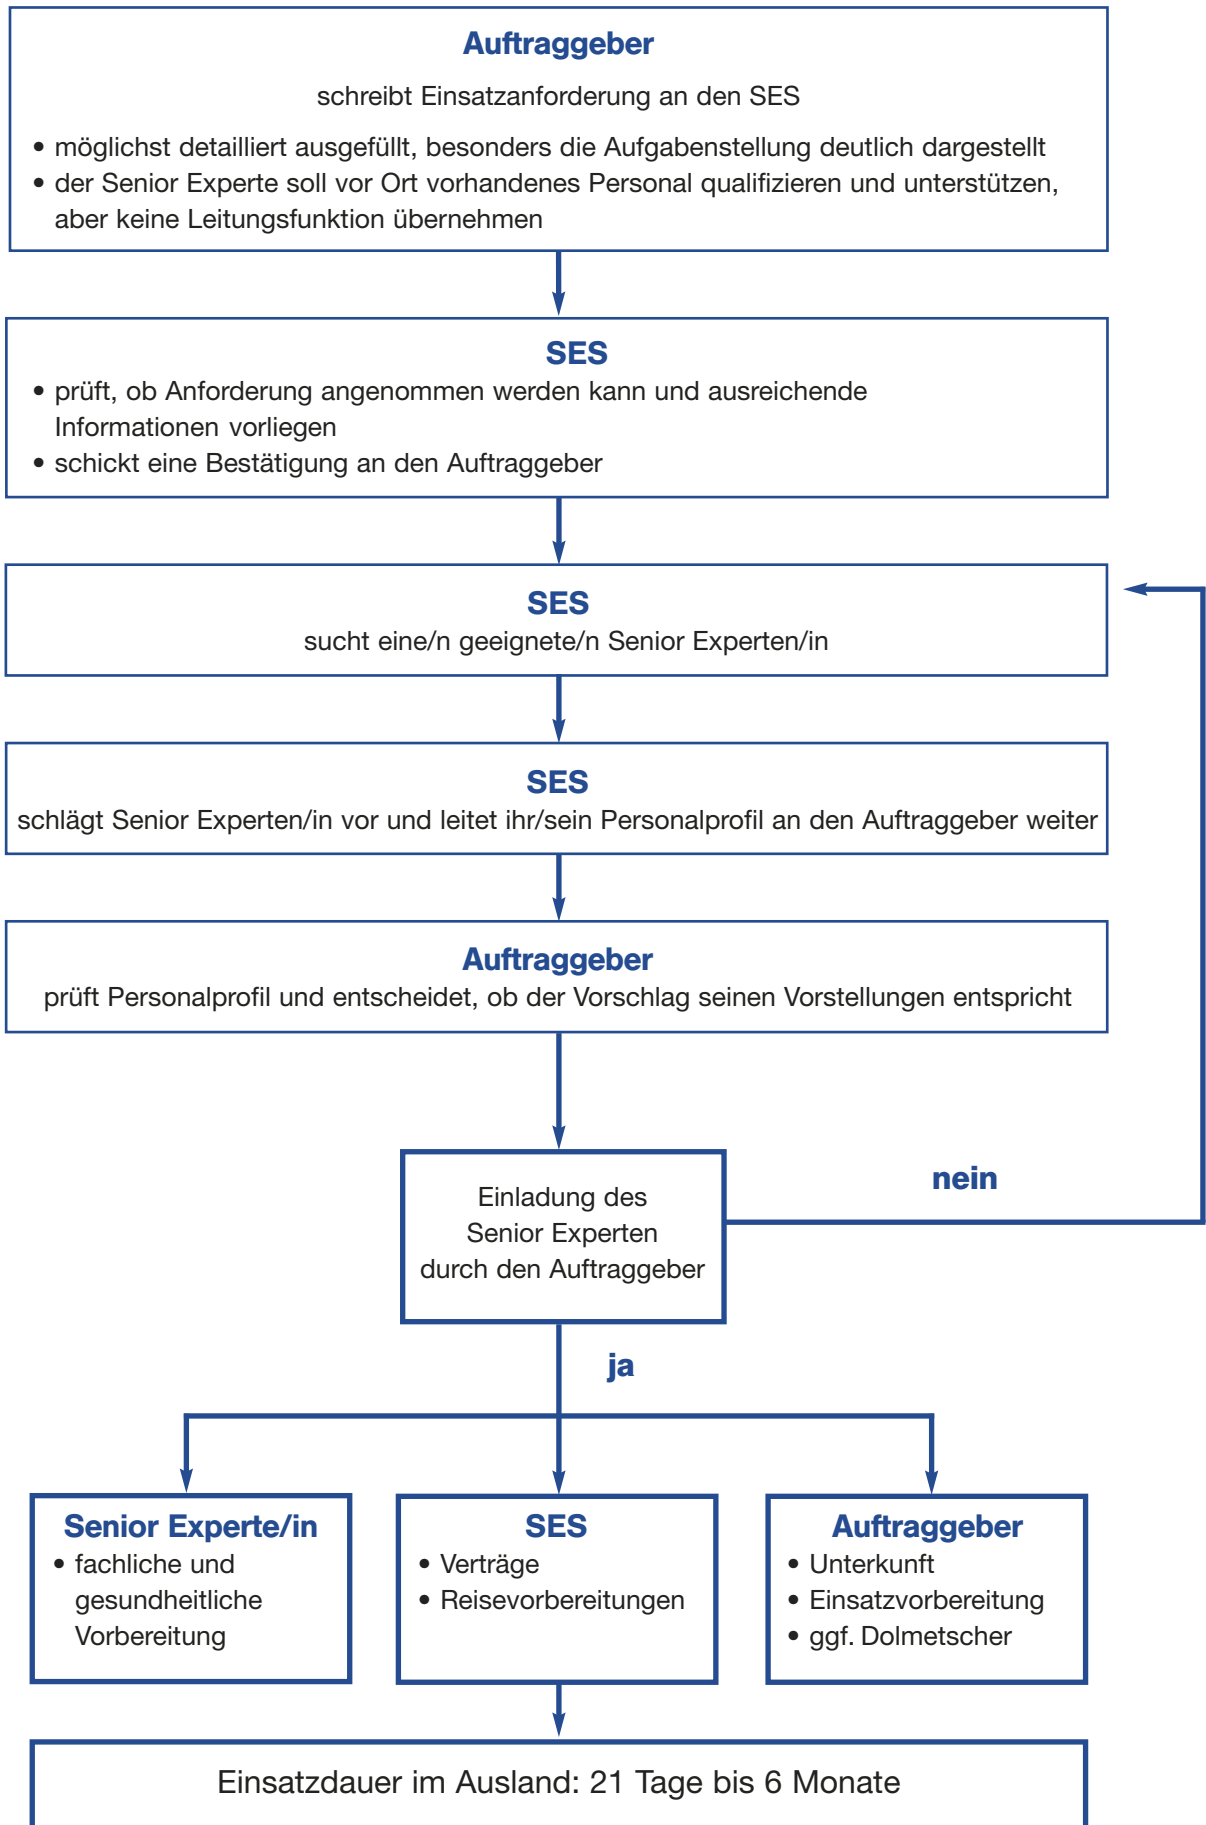 Auftraggeber
schreibt Einsatzanforderung an den SES
• möglichst detailliert ausgefüllt, besonders die Aufgabenstellung deutlich dargestellt
• der Senior Experte soll vor Ort vorhandenes Personal qualifizieren und unterstützen,
aber keine Leitungsfunktion übernehmen
SES
• prüft, ob Anforderung angenommen werden kann und ausreichende
Informationen vorliegen
• schickt eine Bestätigung an den Auftraggeber
SES
sucht eine/n geeignete/n Senior Experten/in
SES
schlägt Senior Experten/in vor und leitet ihr/sein Personalprofil an den Auftraggeber weiter
Auftraggeber
prüft Personalprofil und entscheidet, ob der Vorschlag seinen Vorstellungen entspricht
Einladung des
Senior Experten
durch den Auftraggeber
nein
ja
Senior Experte/in
• fachliche und
gesundheitliche
Vorbereitung
SES
• Verträge
• Reisevorbereitungen
Auftraggeber
• Unterkunft
• Einsatzvorbereitung
• ggf. Dolmetscher
Einsatzdauer im Ausland: 21 Tage bis 6 Monate